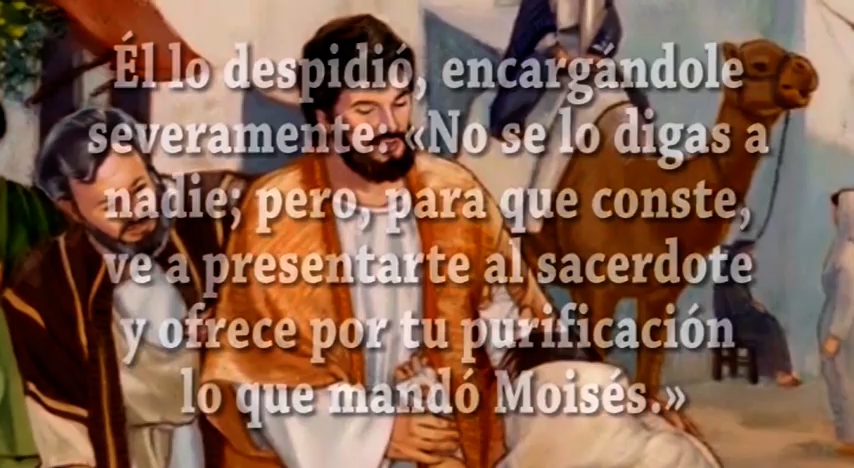 Él lo despidió, encargándole
severamente: «No se lo digas a
nadie; pero, para que conste,
ve a presentarte al sacerdote
y ofrece por tu purificación
lo que mandó Moisés.»